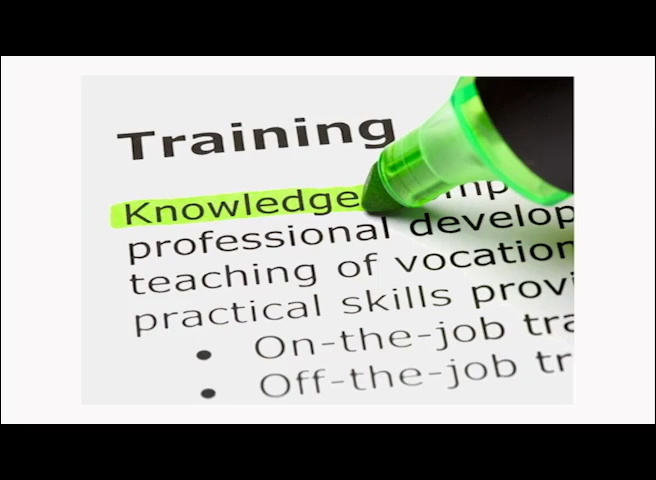 Training
Knowledge
professional
teaching of
practical skills
• On-the-job
• Off-the-job